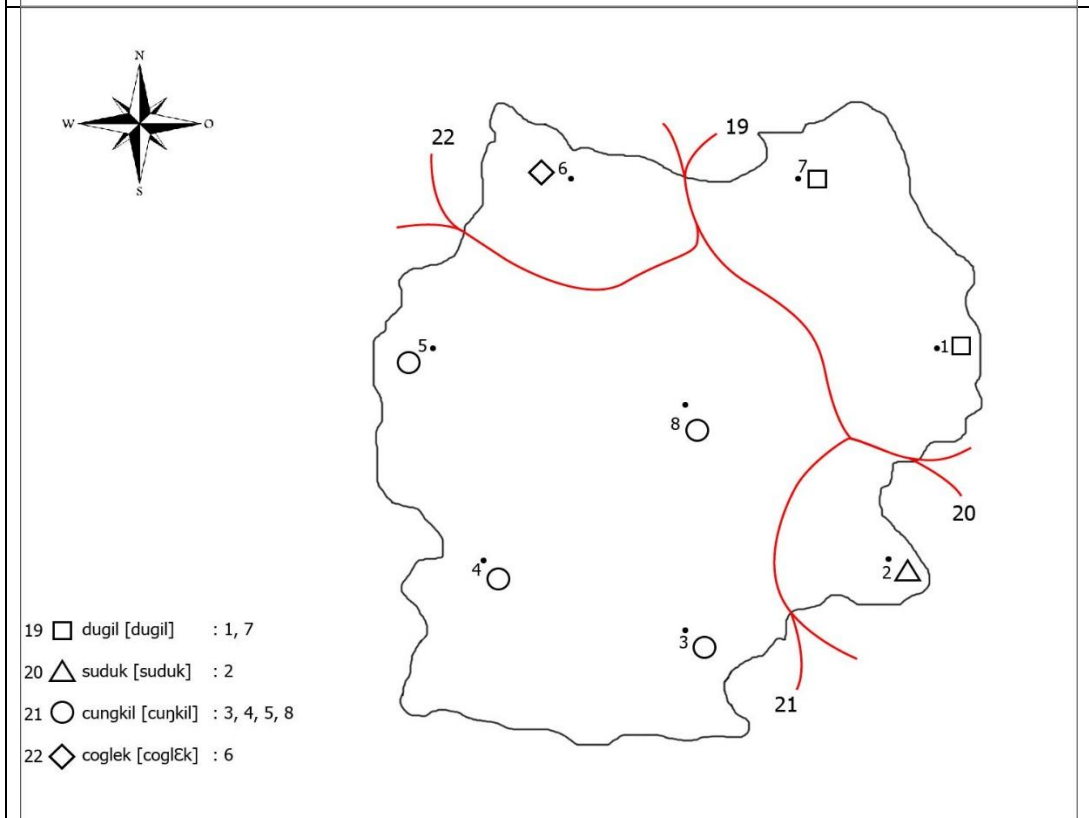 N
W O
S
22
19
6
7
5
1
8
20
4
2
3
21
19 dugil [dugil] : 1, 7
20 suduk [suduk] : 2
21 cungkil [cuŋkil] : 3, 4, 5, 8
22 coglek [coglƐk] : 6